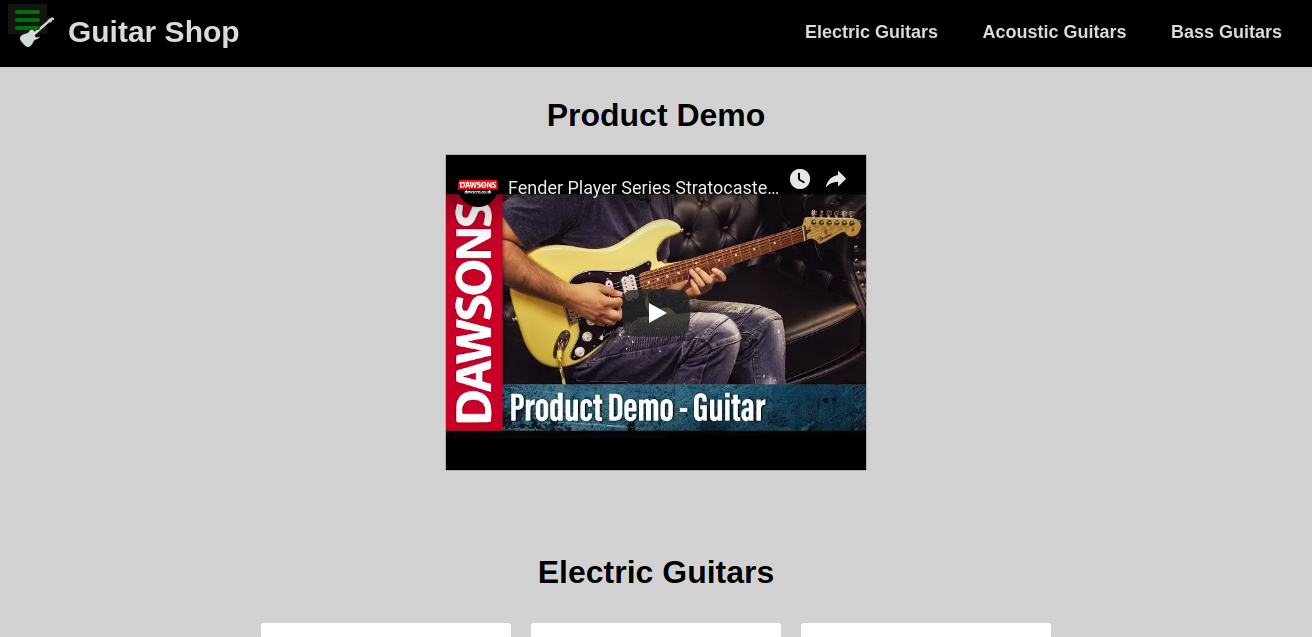 Guitar Shop
Electric Guitars
Acoustic Guitars
Bass Guitars
Product Demo
DAWSONS
Fender Player Series Stratocaste...
DAWSONS
Product Demo - Guitar
Electric Guitars